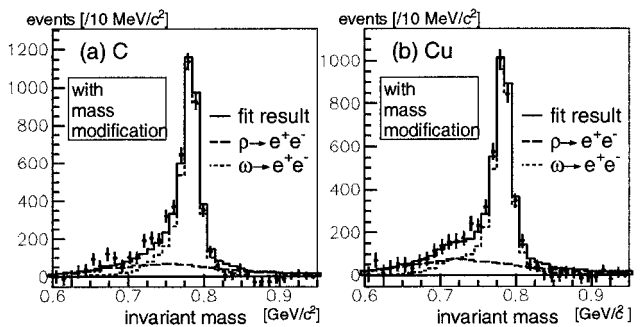 events [/10 MeV/c²]
(a) C
with
mass
modification
fit result
ρ→e⁺e⁻
ω→e⁺e⁻
1200
1000
800
600
400
200
0
0.6 0.7 0.8 0.9
invariant mass [GeV/c²]
events [/10 MeV/c²]
(b) Cu
with
mass
modification
fit result
ρ→e⁺e⁻
ω→e⁺e⁻
1000
800
600
400
200
0
0.6 0.7 0.8 0.9
invariant mass [GeV/c²]